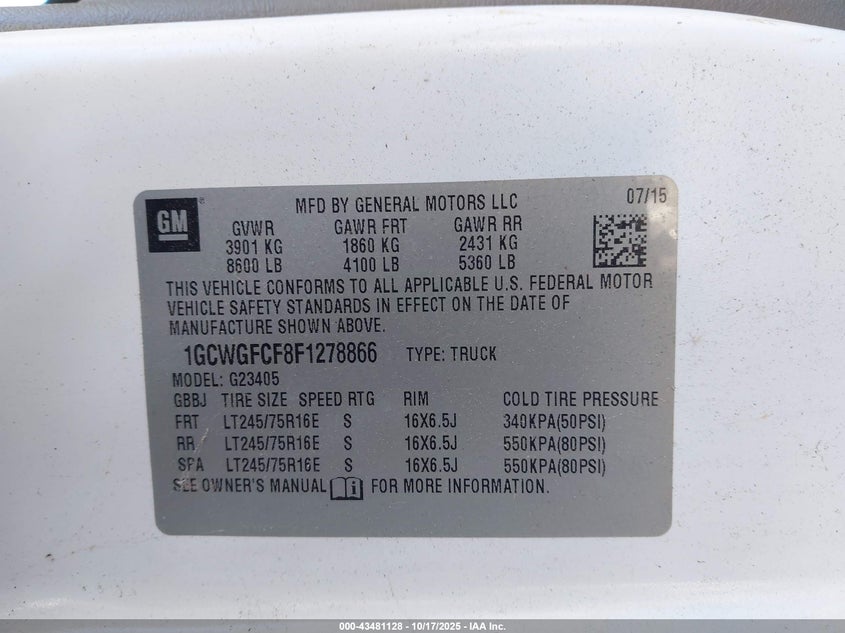 GM
MFD BY GENERAL MOTORS LLC 07/15
GVWR GAWR FRT GAWR RR
3901 KG 1860 KG 2431 KG
8600 LB 4100 LB 5360 LB
THIS VEHICLE CONFORMS TO ALL APPLICABLE U.S. FEDERAL MOTOR
VEHICLE SAFETY STANDARDS IN EFFECT ON THE DATE OF
MANUFACTURE SHOWN ABOVE.
1GCWGFCF8F1278866 TYPE: TRUCK
MODEL: G23405
GBBJ TIRE SIZE SPEED RTG RIM COLD TIRE PRESSURE
FRT LT245/75R16E S 16X6.5J 340KPA(50PSI)
RR LT245/75R16E S 16X6.5J 550KPA(80PSI)
SPA LT245/75R16E S 16X6.5J 550KPA(80PSI)
SEE OWNER'S MANUAL i FOR MORE INFORMATION.
000-43481128 - 10/17/2025 - IAA Inc.